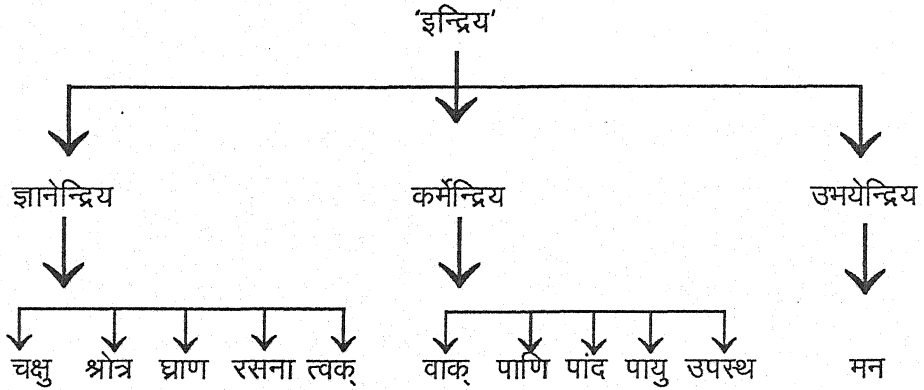 'इन्द्रिय'
ज्ञानेन्द्रिय कर्मेन्द्रिय उभयेन्द्रिय
चक्षु श्रोत्र घ्राण रसना त्वक् वाक् पाणि पांद पायु उपस्थ मन